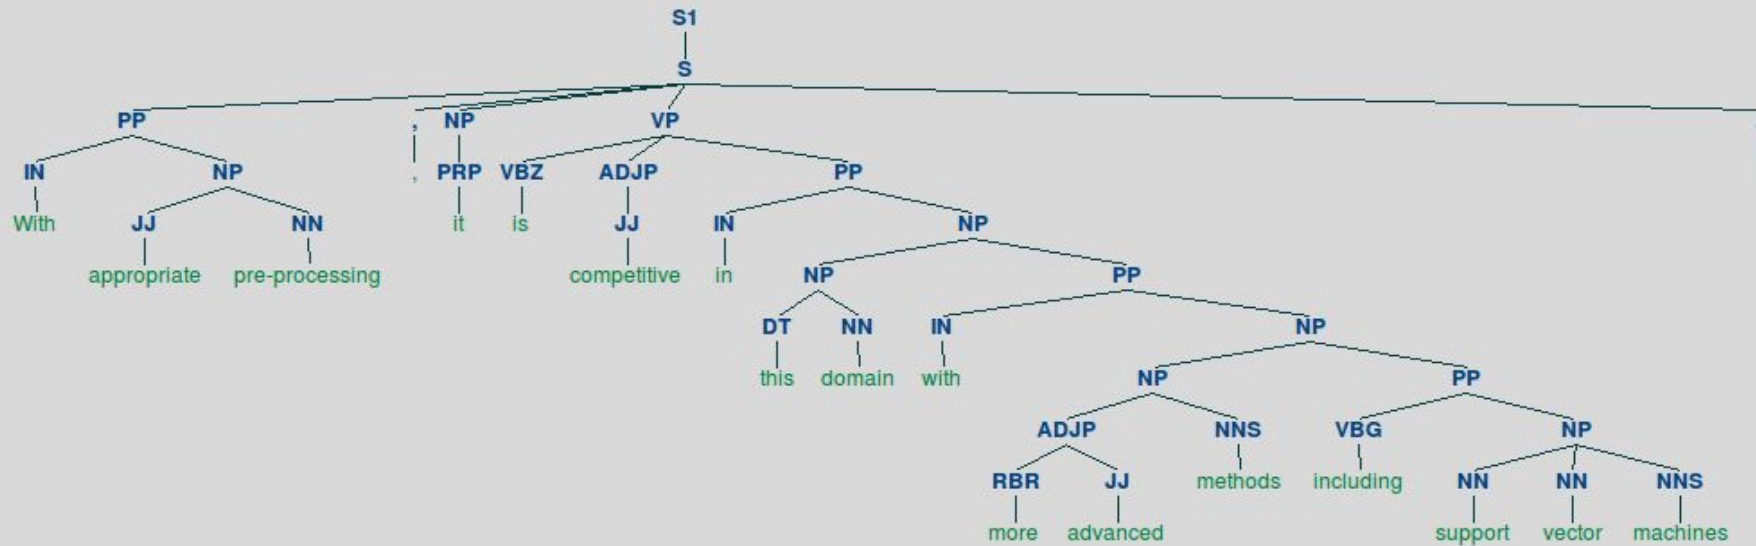 S1
S
PP , NP VP
IN NP , PRP VBZ ADJP PP
With JJ NN it is JJ IN NP
appropriate pre-processing competitive in NP PP
DT NN IN NP
this domain with NP PP
ADJP NNS VBG NP
RBR JJ methods including NN NN NNS
more advanced support vector machines